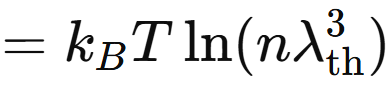 = k_B T ln(nλ_th^3)